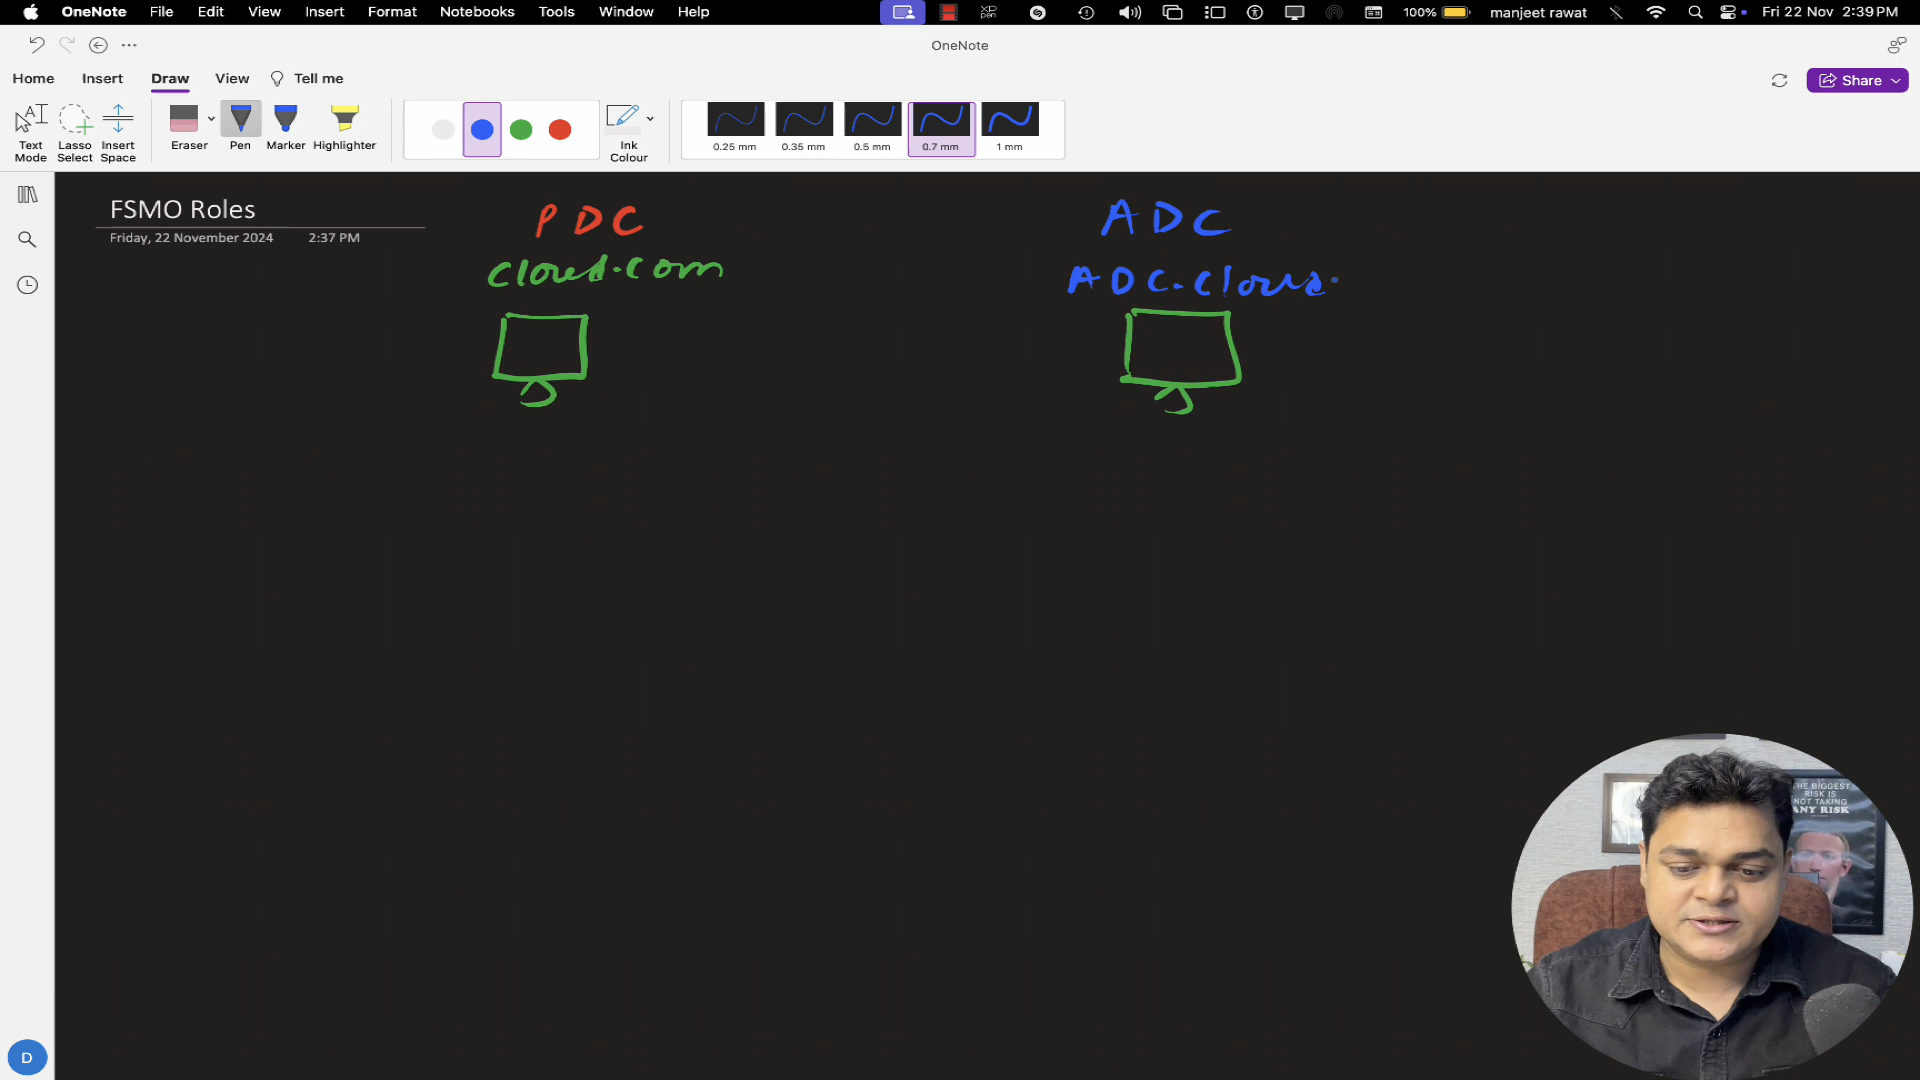 OneNote File Edit View Insert Format Notebooks Tools Window Help XP pen 100% manjeet rawat Fri 22 Nov 2:39 PM
OneNote
Home Insert Draw View Tell me Share
Text Mode Lasso Select Insert Space Eraser Pen Marker Highlighter Ink Colour 0.25 mm 0.35 mm 0.5 mm 0.7 mm 1 mm
FSMO Roles
Friday, 22 November 2024 2:37 PM
PDC
Cloud.com
ADC
ADC.Cloud.
THE BIGGEST
RISK IS
NOT TAKING
ANY RISK
D